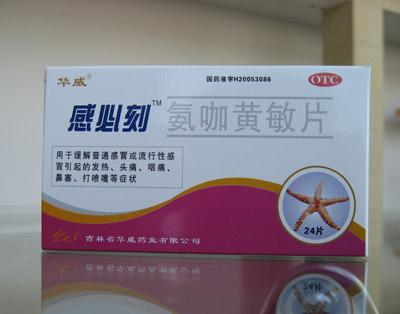 华威®
国药准字H20053086
OTC
感必刻™
氨咖黄敏片
用于缓解普通感冒或流行性感
冒引起的发热、头痛、咽痛、
鼻塞、打喷嚏等症状
24片
吉林省华威药业有限公司